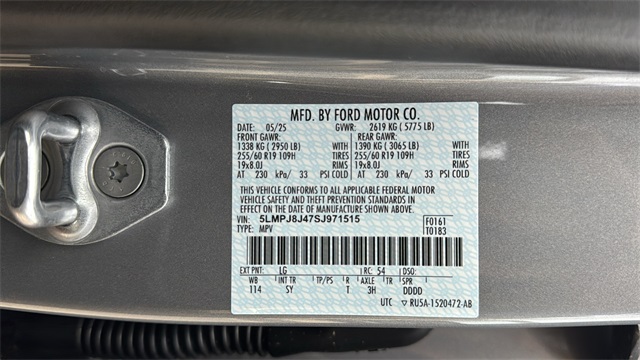 MFD. BY FORD MOTOR CO.
DATE: 05/25 GVWR: 2619 KG ( 5775 LB)
FRONT GAWR: REAR GAWR:
1338 KG ( 2950 LB) WITH 1390 KG ( 3065 LB) WITH
255/60 R19 109H TIRES 255/60 R19 109H TIRES
19x8.0J RIMS 19x8.0J RIMS
AT 230 kPa/ 33 PSI COLD AT 230 kPa/ 33 PSI COLD
THIS VEHICLE CONFORMS TO ALL APPLICABLE FEDERAL MOTOR
VEHICLE SAFETY AND THEFT PREVENTION STANDARDS IN
EFFECT ON THE DATE OF MANUFACTURE SHOWN ABOVE.
VIN: 5LMPJ8J47SJ971515 F0161
TYPE: MPV T0183
EXT PNT: LG RC: 54 DSO:
WB INT TR TP/PS R AXLE TR SPR
114 SY T 3H DDDD
UTC RU5A-1520472-AB